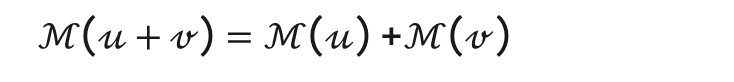 ℳ(𝓊 + 𝓋) = ℳ(𝓊) +ℳ(𝓋)